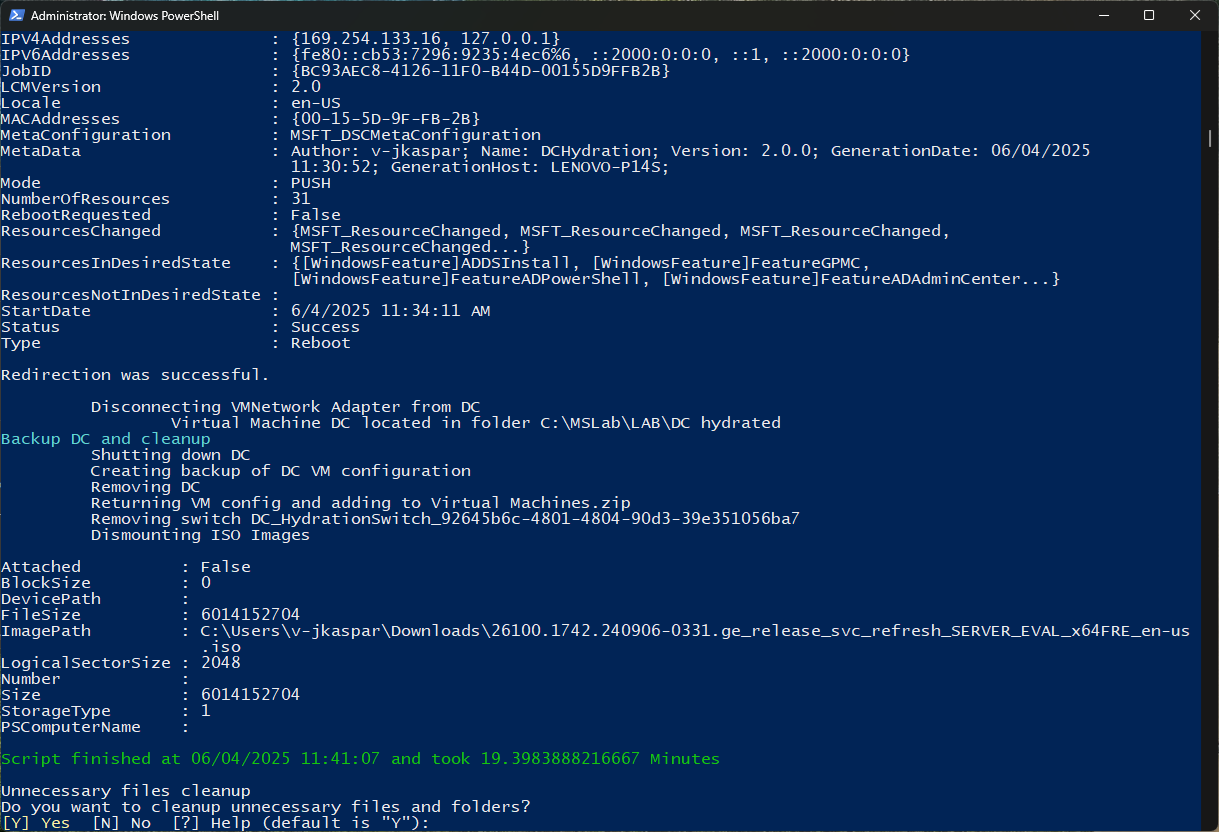 Administrator: Windows PowerShell
IPV4Addresses : {169.254.133.16, 127.0.0.1}
IPV6Addresses : {fe80::cb53:7296:9235:4ec6%6, ::2000:0:0:0, ::1, ::2000:0:0:0}
JobID : {BC93AEC8-4126-11F0-B44D-00155D9FFB2B}
LCMVersion : 2.0
Locale : en-US
MACAddresses : {00-15-5D-9F-FB-2B}
MetaConfiguration : MSFT_DSCMetaConfiguration
MetaData : Author: v-jkaspar; Name: DCHydration; Version: 2.0.0; GenerationDate: 06/04/2025
11:30:52; GenerationHost: LENOVO-P14S;
Mode : PUSH
NumberOfResources : 31
RebootRequested : False
ResourcesChanged : {MSFT_ResourceChanged, MSFT_ResourceChanged, MSFT_ResourceChanged,
MSFT_ResourceChanged...}
ResourcesInDesiredState : {[WindowsFeature]ADDSInstall, [WindowsFeature]FeatureGPMC,
[WindowsFeature]FeatureADPowerShell, [WindowsFeature]FeatureADAdminCenter...}
ResourcesNotInDesiredState :
StartDate : 6/4/2025 11:34:11 AM
Status : Success
Type : Reboot
Redirection was successful.
Disconnecting VMNetwork Adapter from DC
Virtual Machine DC located in folder C:\MSLab\LAB\DC hydrated
Backup DC and cleanup
Shutting down DC
Creating backup of DC VM configuration
Removing DC
Returning VM config and adding to Virtual Machines.zip
Removing switch DC_HydrationSwitch_92645b6c-4801-4804-90d3-39e351056ba7
Dismounting ISO Images
Attached : False
BlockSize : 0
DevicePath :
FileSize : 6014152704
ImagePath : C:\Users\v-jkaspar\Downloads\26100.1742.240906-0331.ge_release_svc_refresh_SERVER_EVAL_x64FRE_en-us
.iso
LogicalSectorSize : 2048
Number :
Size : 6014152704
StorageType : 1
PSComputerName :
Script finished at 06/04/2025 11:41:07 and took 19.3983888216667 Minutes
Unnecessary files cleanup
Do you want to cleanup unnecessary files and folders?
[Y] Yes [N] No [?] Help (default is "Y"):